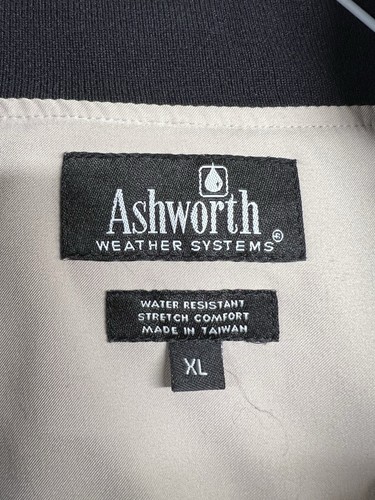 Ashworth
WEATHER SYSTEMS®
WATER RESISTANT
STRETCH COMFORT
MADE IN TAIWAN
XL